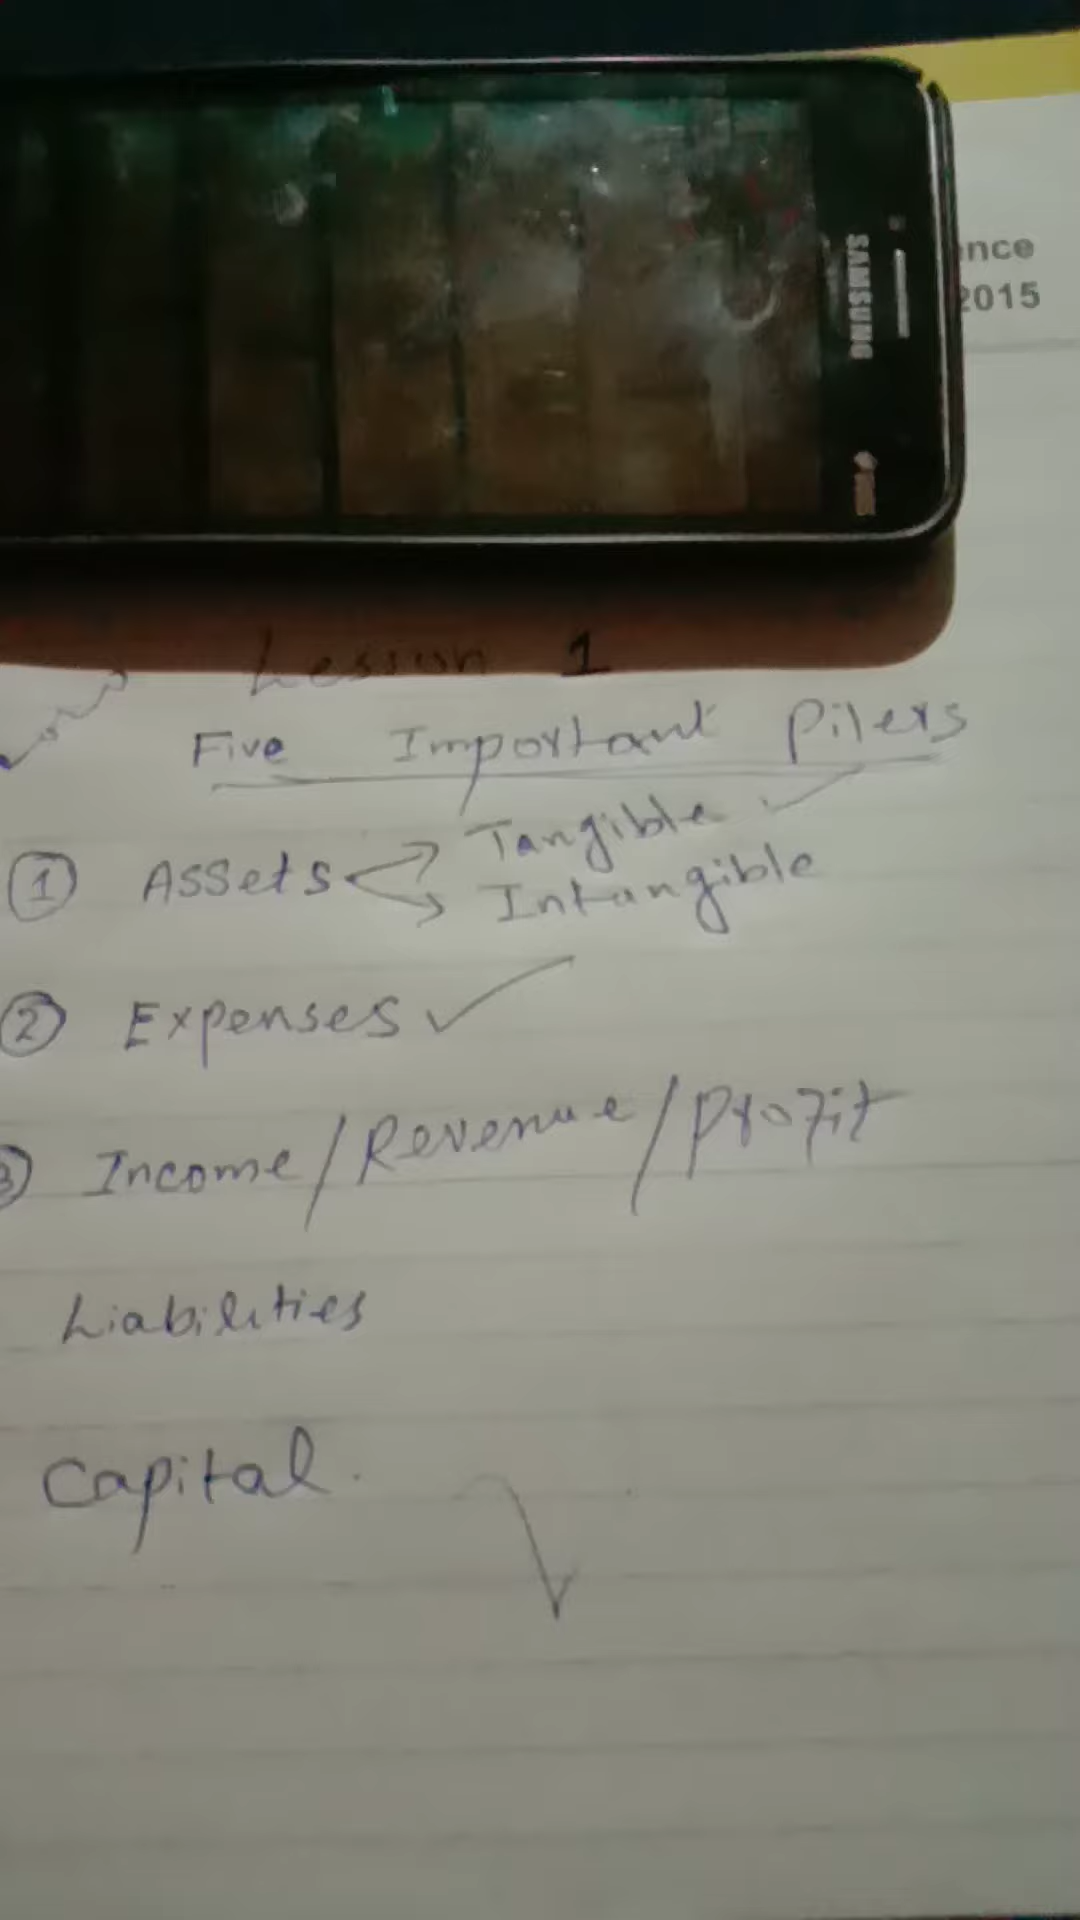 SAMSUNG
nce
2015
Lesson 1
Five Important Pilers
① Assets Tangible
Intangible
② Expenses
③ Income/Revenue/profit
Liabilities
Capital.